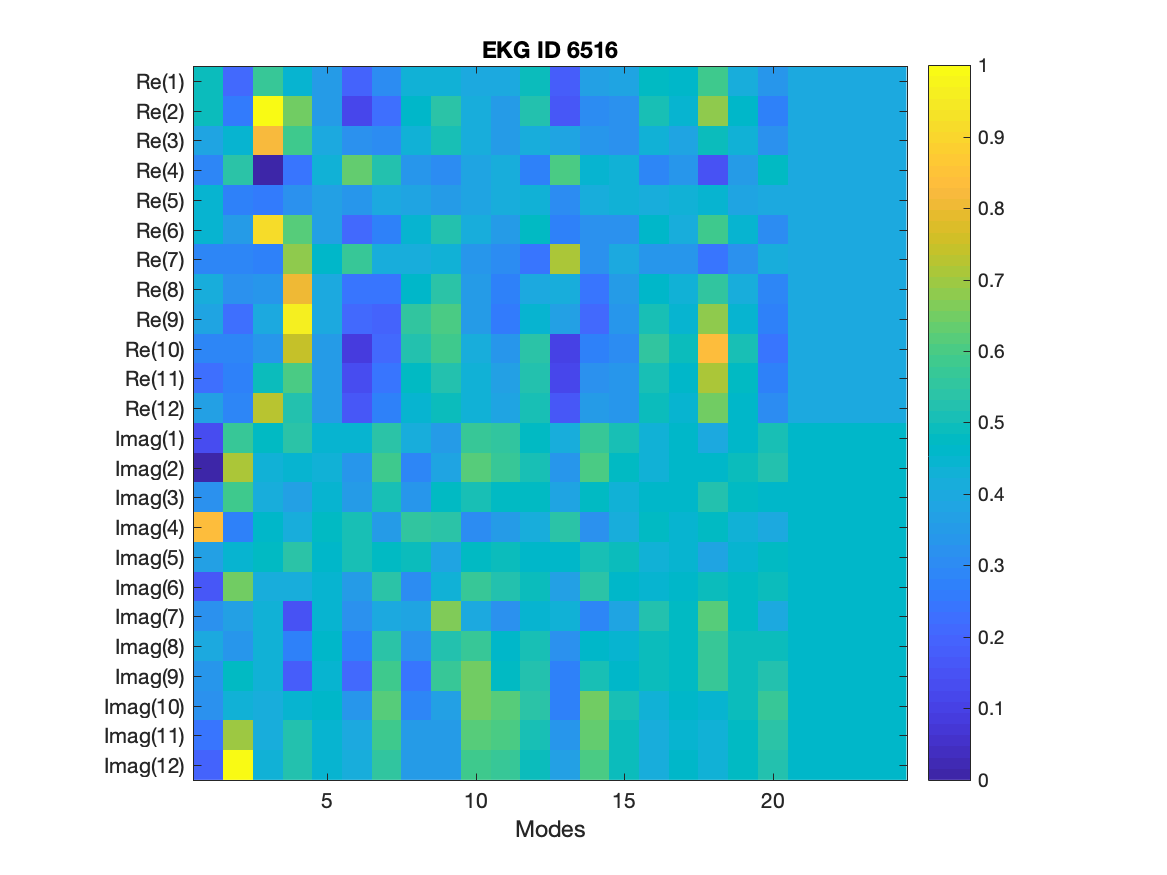 EKG ID 6516
Re(1)
Re(2)
Re(3)
Re(4)
Re(5)
Re(6)
Re(7)
Re(8)
Re(9)
Re(10)
Re(11)
Re(12)
Imag(1)
Imag(2)
Imag(3)
Imag(4)
Imag(5)
Imag(6)
Imag(7)
Imag(8)
Imag(9)
Imag(10)
Imag(11)
Imag(12)
5 10 15 20
Modes
1
0.9
0.8
0.7
0.6
0.5
0.4
0.3
0.2
0.1
0